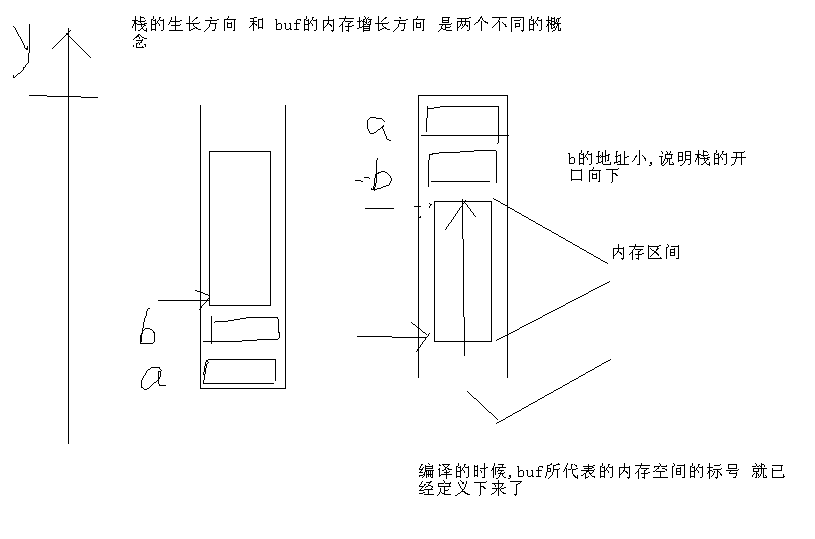 栈的生长方向 和 buf的内存增长方向 是两个不同的概
念
y
a
b
b的地址小,说明栈的开
口向下
内存区间
b
a
编译的时候,buf所代表的内存空间的标号 就已
经定义下来了